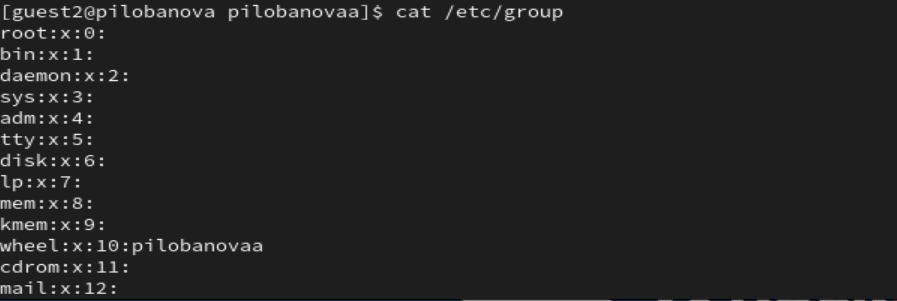 [guest2@pilobanova pilobanovaa]$ cat /etc/group
root:x:0:
bin:x:1:
daemon:x:2:
sys:x:3:
adm:x:4:
tty:x:5:
disk:x:6:
lp:x:7:
mem:x:8:
kmem:x:9:
wheel:x:10:pilobanovaa
cdrom:x:11:
mail:x:12: